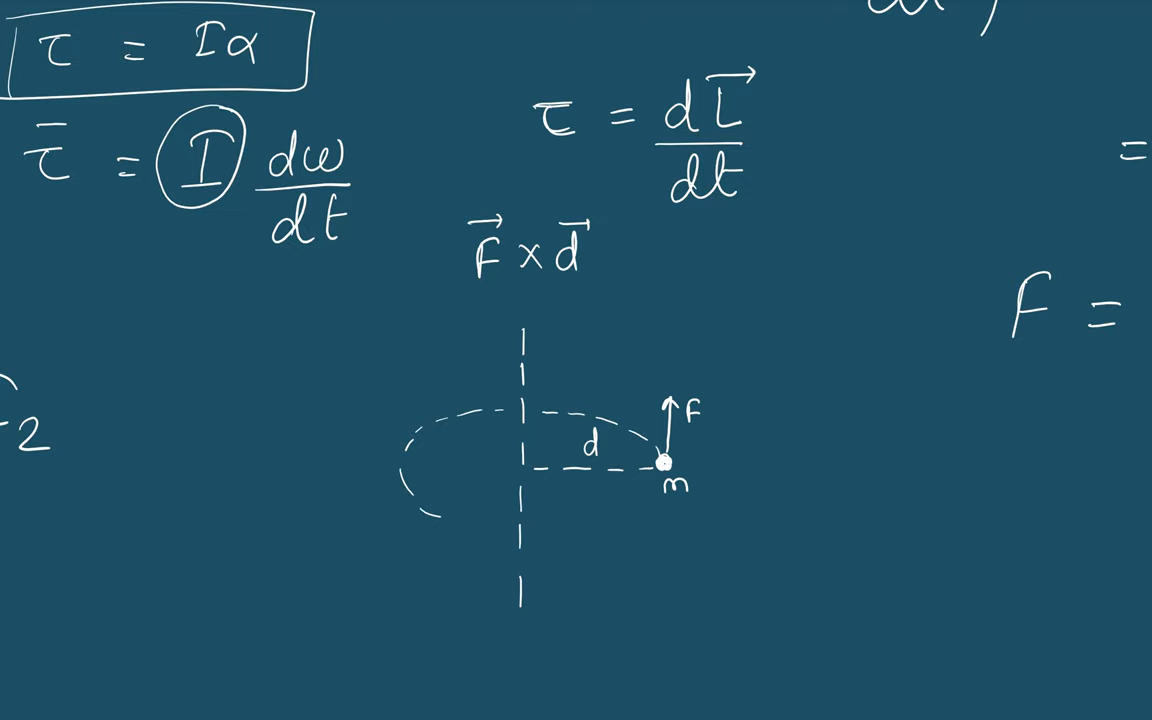 τ = Iα
τ̅ = I dω/dt
τ = dL⃗/dt
=
F⃗ × d⃗
F =
2
F
d
m